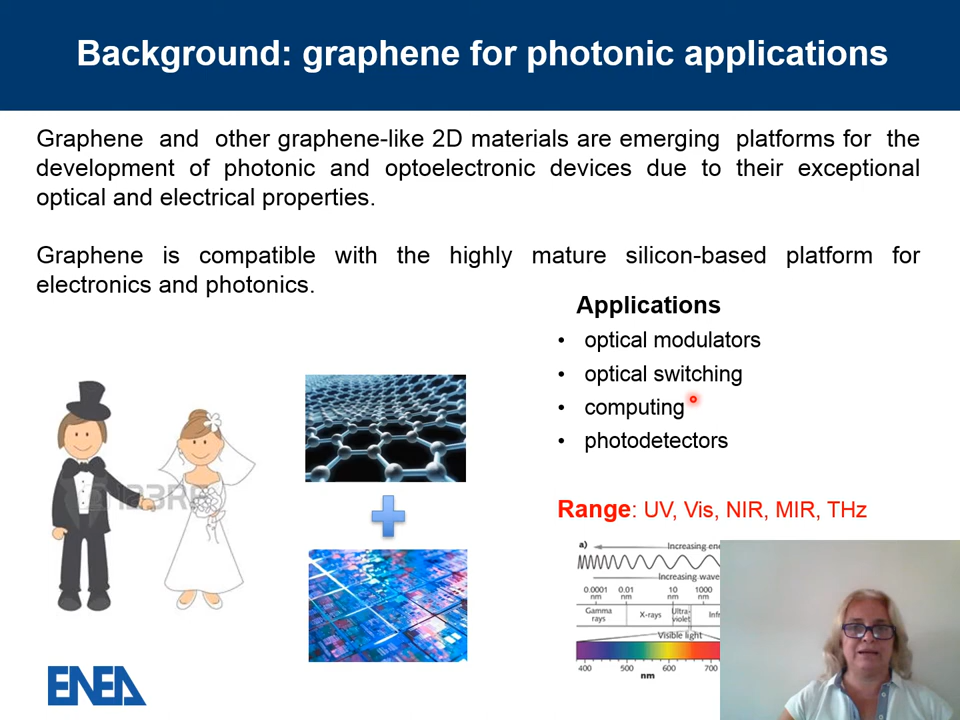 Background: graphene for photonic applications
Graphene and other graphene-like 2D materials are emerging platforms for the
development of photonic and optoelectronic devices due to their exceptional
optical and electrical properties.
Graphene is compatible with the highly mature silicon-based platform for
electronics and photonics.
Applications
• optical modulators
• optical switching
• computing
• photodetectors
Range: UV, Vis, NIR, MIR, THz
a)
Increasing
Increasing
0.0001 0.01 10 1000
nm nm nm nm
Gamma rays
X-rays
Ultra-violet
Visible light
400 500 600 700
nm
123RF
ENEA